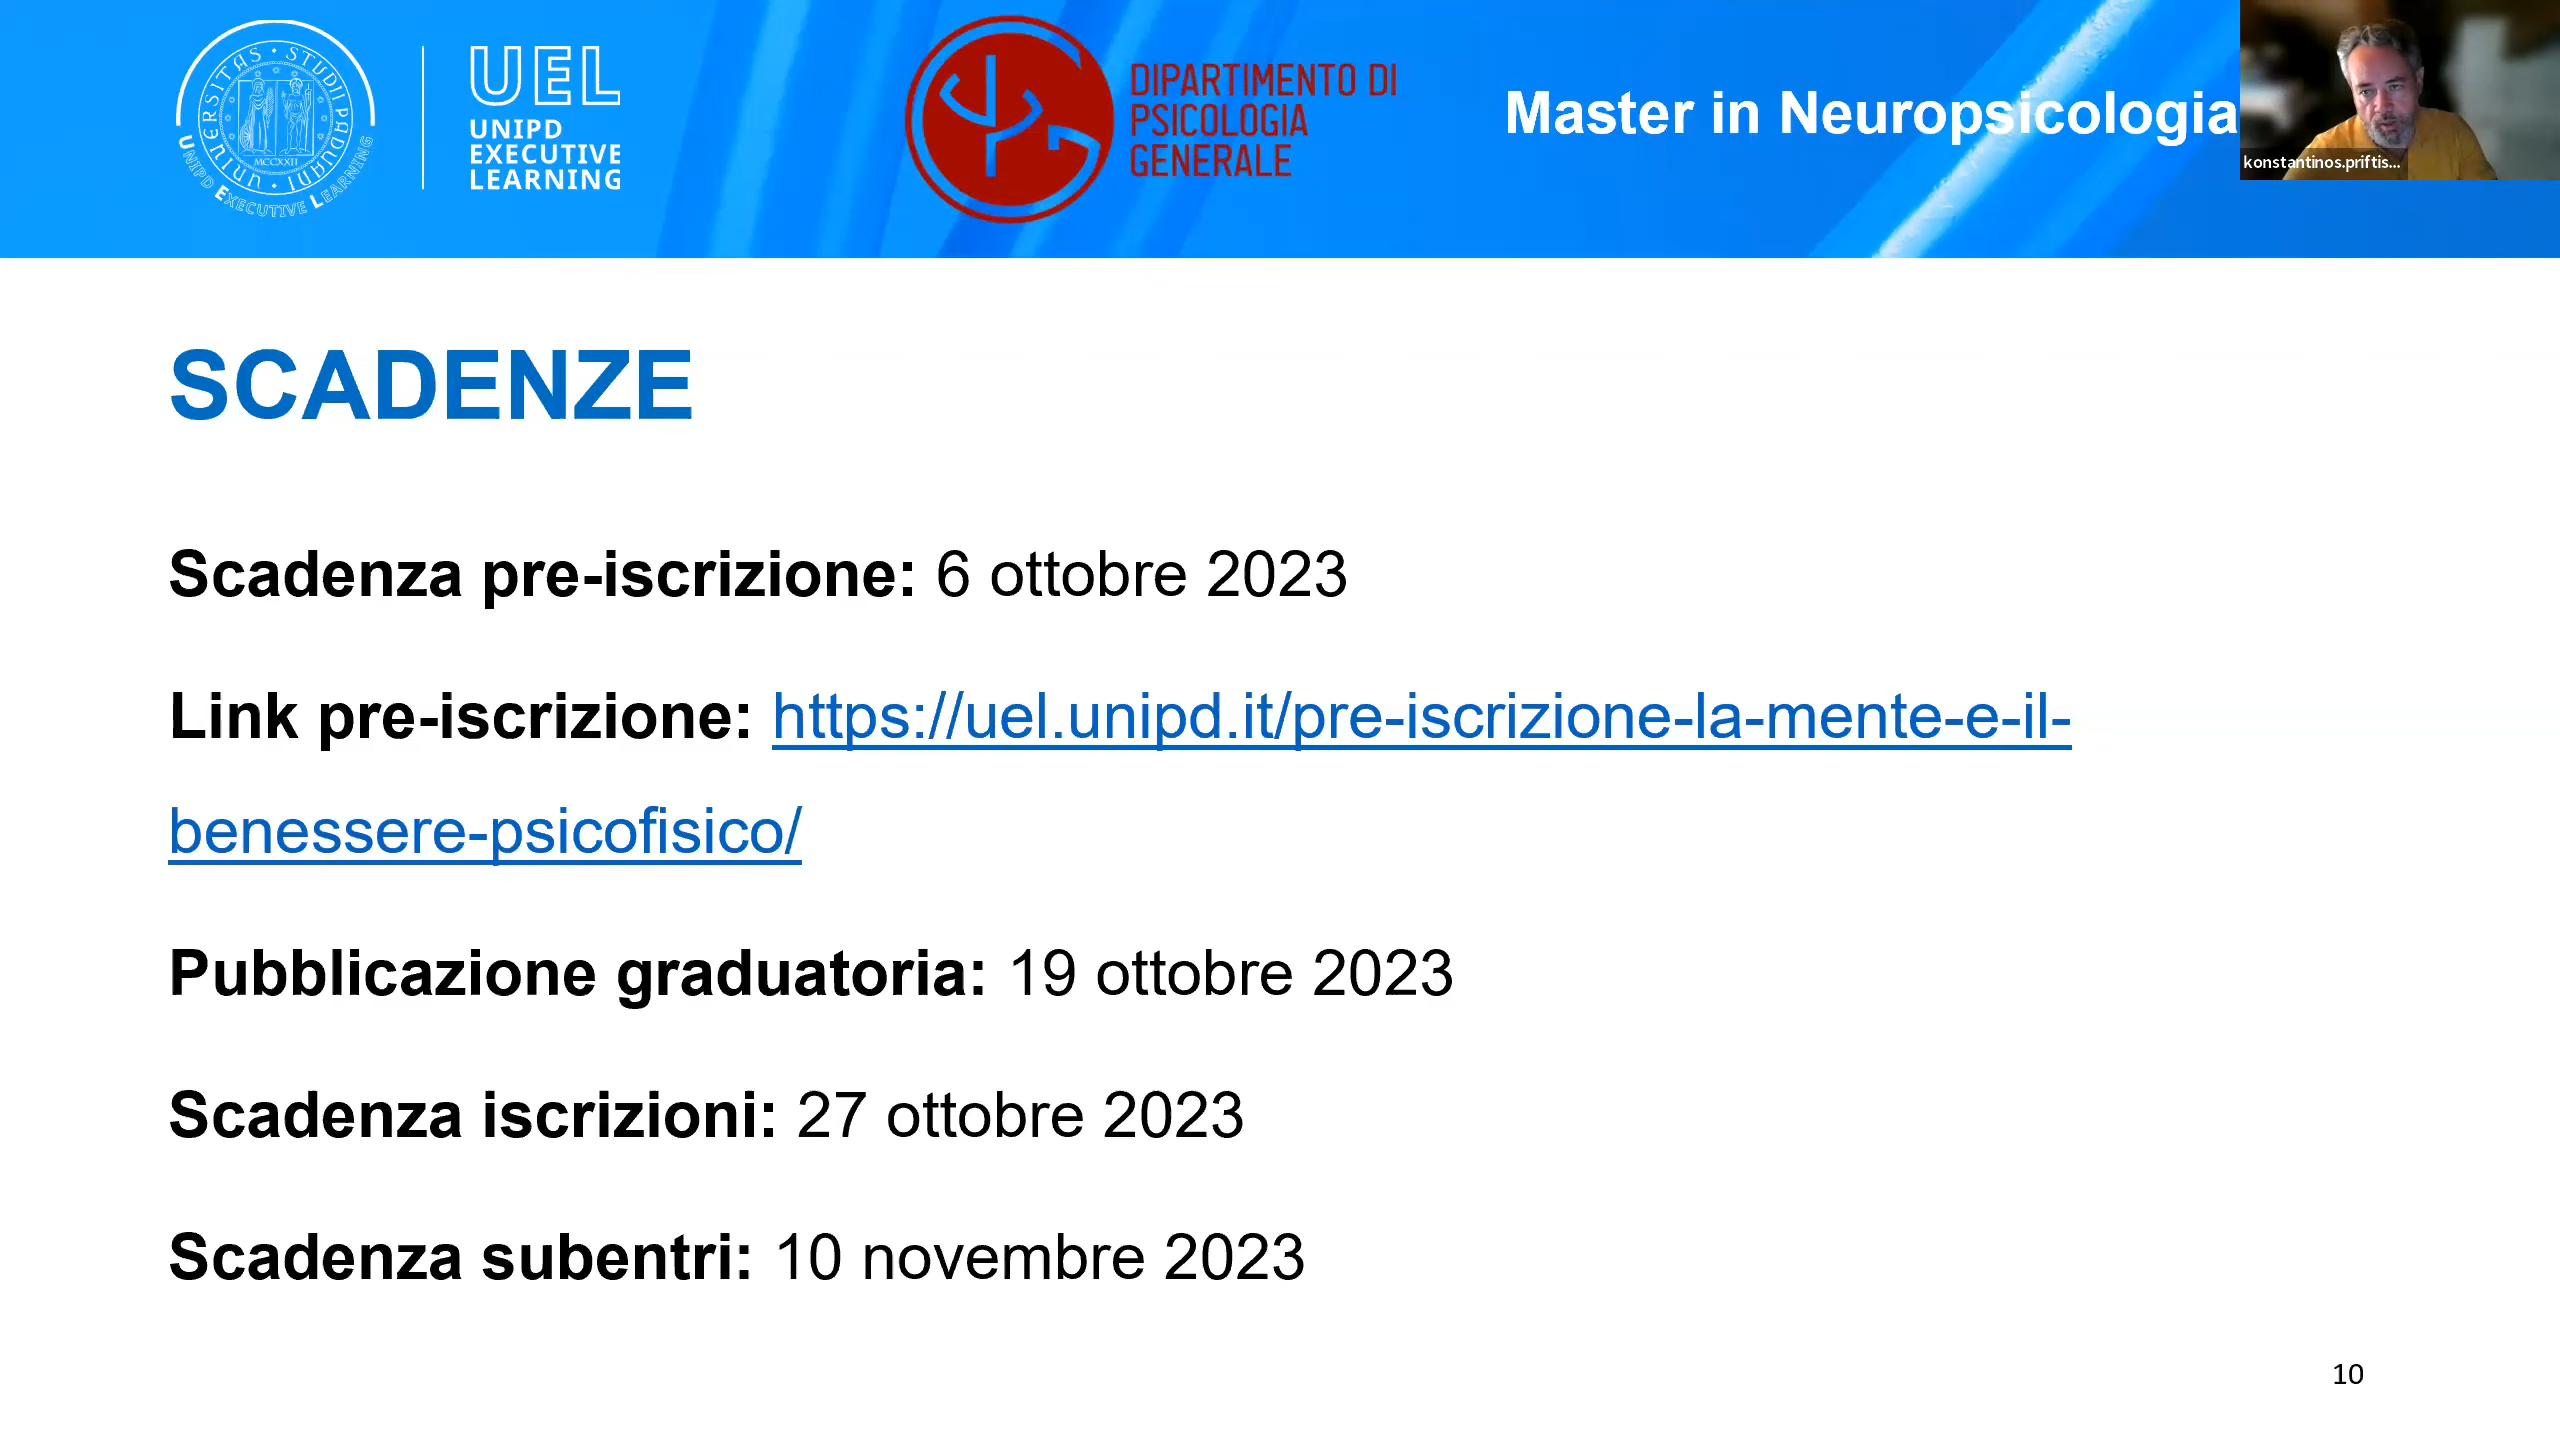 UNIVERSITAS · STUDII PADUANI ·
MCCXXII
UNIPD EXECUTIVE LEARNING
UEL
UNIPD
EXECUTIVE
LEARNING
DIPARTIMENTO DI
PSICOLOGIA
GENERALE
Master in Neuropsicologia
konstantinos.priftis...
SCADENZE
Scadenza pre-iscrizione: 6 ottobre 2023
Link pre-iscrizione: https://uel.unipd.it/pre-iscrizione-la-mente-e-il-
benessere-psicofisico/
Pubblicazione graduatoria: 19 ottobre 2023
Scadenza iscrizioni: 27 ottobre 2023
Scadenza subentri: 10 novembre 2023
10